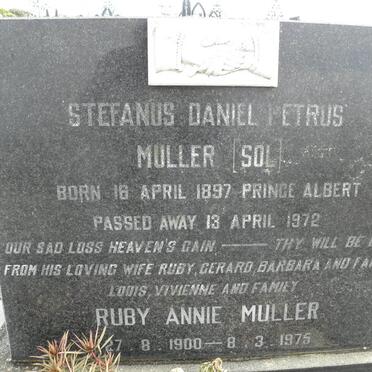 STEFANUS DANIEL PETRUS
MULLER [SOL]
BORN 16 APRIL 1897 PRINCE ALBERT
PASSED AWAY 13 APRIL 1972
OUR SAD LOSS HEAVEN'S GAIN, — THY WILL BE
FROM HIS LOVING WIFE RUBY, GERARD, BARBARA AND
LOUIS, VIVIENNE AND FAMILY
RUBY ANNIE MULLER
7 - 8 - 1900 — 8 - 3 - 1975